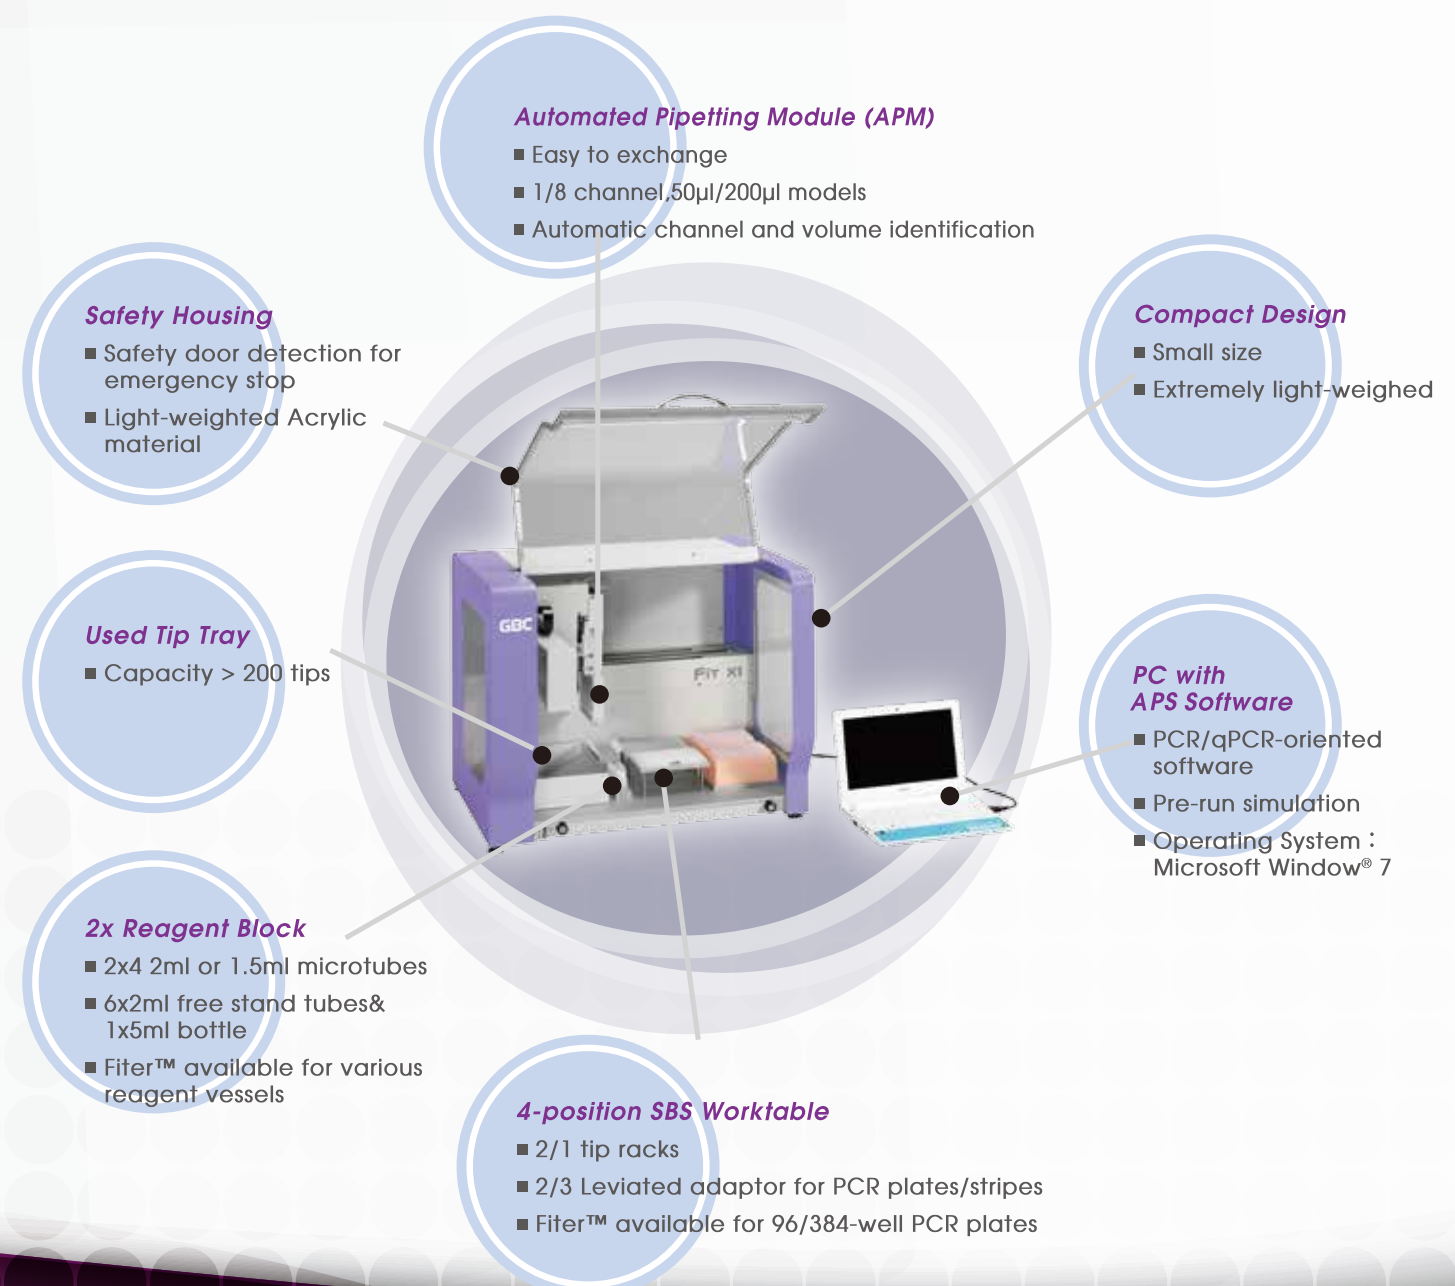 Automated Pipetting Module (APM)
■ Easy to exchange
■ 1/8 channel,50µl/200µl models
■ Automatic channel and volume identification
Safety Housing
■ Safety door detection for
emergency stop
■ Light-weighted Acrylic
material
Compact Design
■ Small size
■ Extremely light-weighed
Used Tip Tray
■ Capacity > 200 tips
GBC
FiT XI
PC with
APS Software
■ PCR/qPCR-oriented
software
■ Pre-run simulation
■ Operating System：
Microsoft Window® 7
2x Reagent Block
■ 2x4 2ml or 1.5ml microtubes
■ 6x2ml free stand tubes&
1x5ml bottle
■ Fiter™ available for various
reagent vessels
4-position SBS Worktable
■ 2/1 tip racks
■ 2/3 Leviated adaptor for PCR plates/stripes
■ Fiter™ available for 96/384-well PCR plates